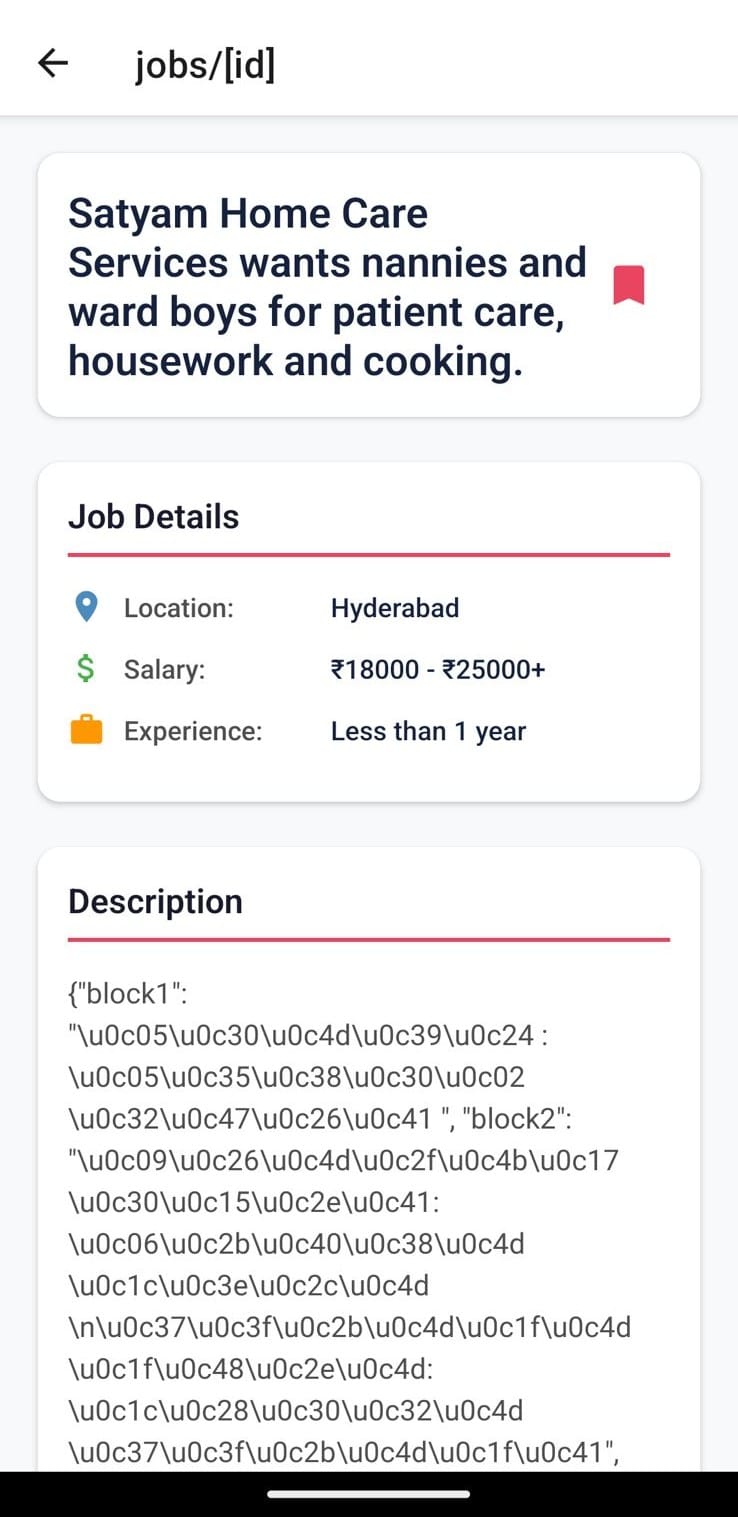 jobs/[id]
Satyam Home Care
Services wants nannies and
ward boys for patient care,
housework and cooking.
Job Details
Location: Hyderabad
Salary: ₹18000 - ₹25000+
Experience: Less than 1 year
Description
{"block1":
"\u0c05\u0c30\u0c4d\u0c39\u0c24 :
\u0c05\u0c35\u0c38\u0c30\u0c02
\u0c32\u0c47\u0c26\u0c41 ", "block2":
"\u0c09\u0c26\u0c4d\u0c2f\u0c4b\u0c17
\u0c30\u0c15\u0c2e\u0c41:
\u0c06\u0c2b\u0c40\u0c38\u0c4d
\u0c1c\u0c3e\u0c2c\u0c4d
\n\u0c37\u0c3f\u0c2b\u0c4d\u0c1f\u0c4d
\u0c1f\u0c48\u0c2e\u0c4d:
\u0c1c\u0c28\u0c30\u0c32\u0c4d
\u0c37\u0c3f\u0c2b\u0c4d\u0c1f\u0c41",